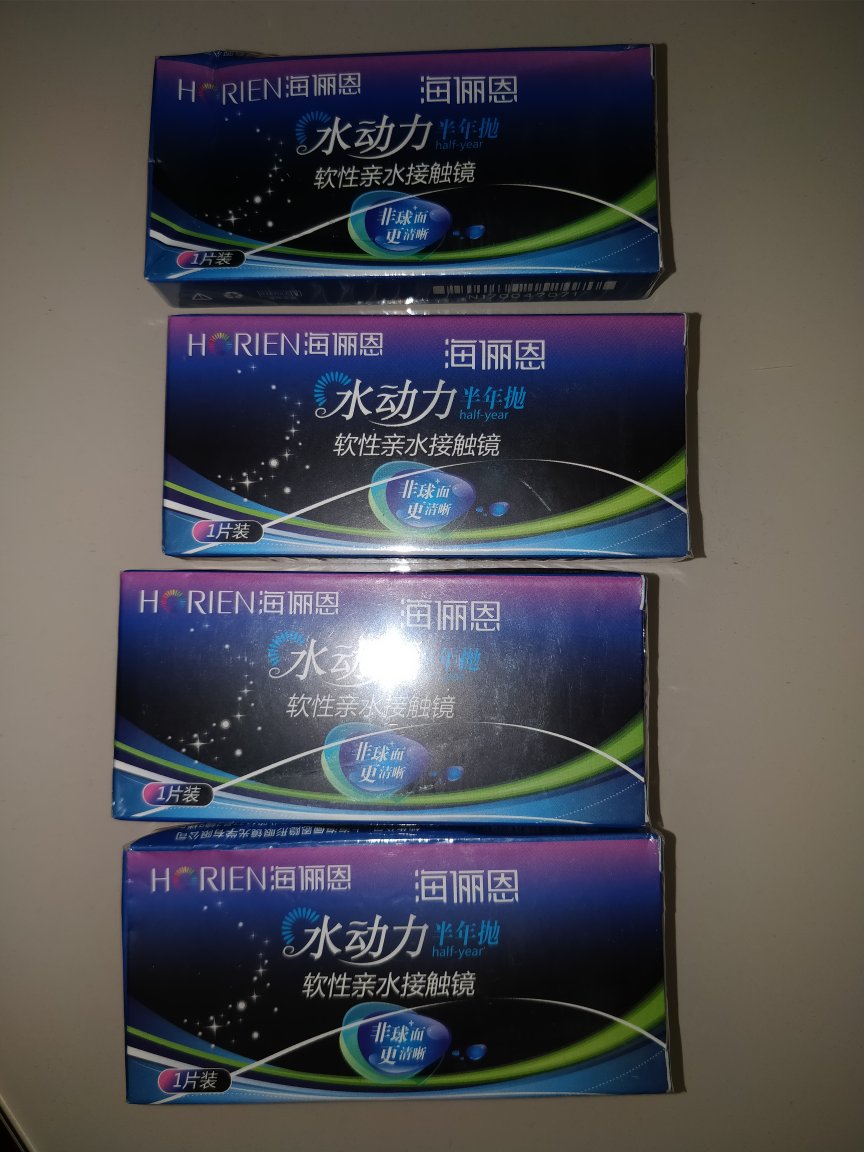 HORIEN海俪恩 海俪恩
水动力 半年抛
half-year
软性亲水接触镜
非球面
更清晰
1片装
HORIEN海俪恩 海俪恩
水动力 半年抛
half-year
软性亲水接触镜
非球面
更清晰
1片装
HORIEN海俪恩 海俪恩
水动
软性亲水接触镜
非球面
更清晰
1片装
HORIEN海俪恩 海俪恩
水动力 半年抛
half-year
软性亲水接触镜
非球面
更清晰
1片装